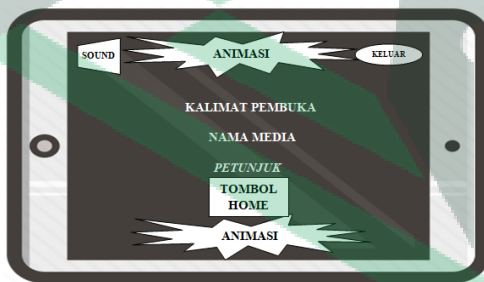 SOUND
ANIMASI
KELUAR
KALIMAT PEMBUKA
NAMA MEDIA
PETUNJUK
TOMBOL
HOME
ANIMASI